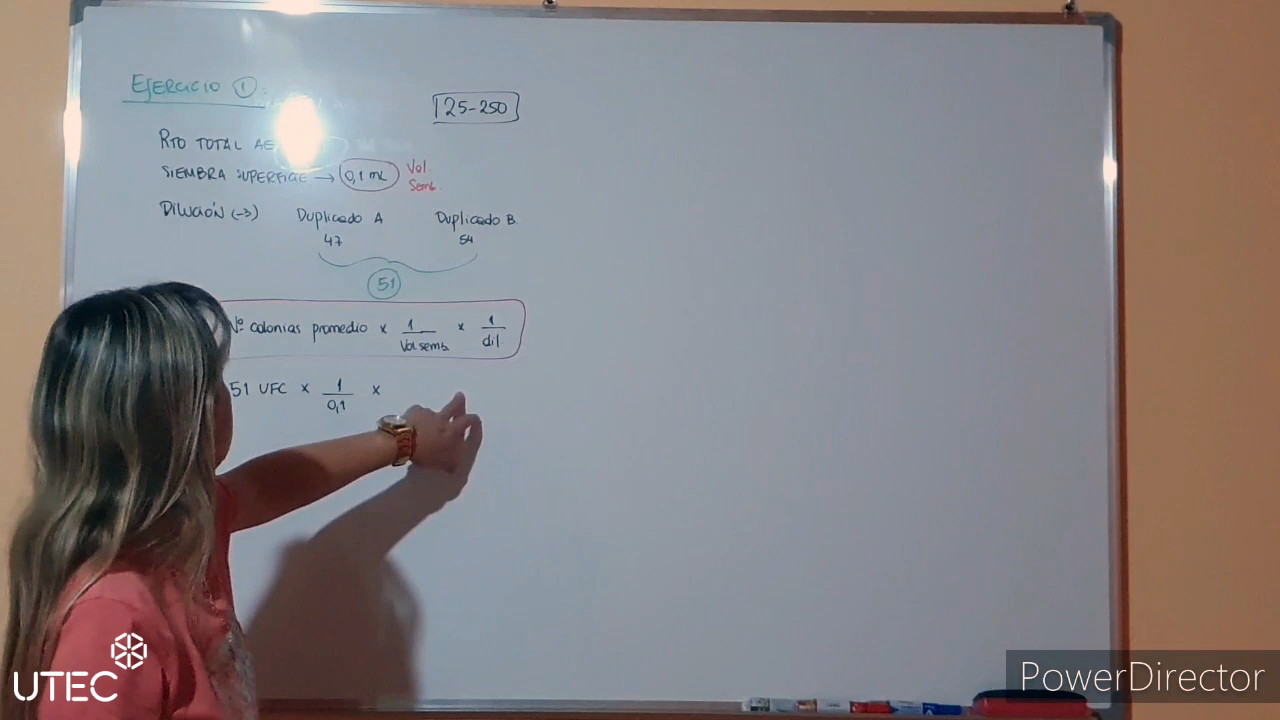 EJERCICIO 1:
25-250
RTO TOTAL AE
SIEMBRA SUPERFICIE → 0,1 mL Vol. Semb.
DILUCIÓN (-3) Duplicado A Duplicado B
47 54
51
Nº colonias promedio x 1/Vol semb. x 1/dil
51 UFC x 1/0,1 x
UTEC
PowerDirector